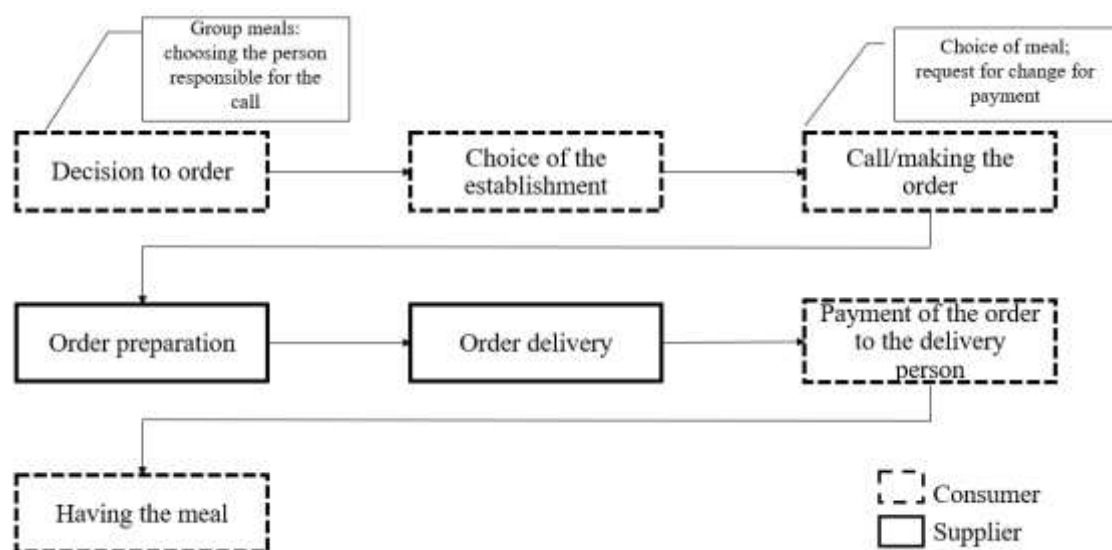 Group meals:
choosing the person
responsible for the
call
Choice of meal;
request for change for
payment
Decision to order
Choice of the
establishment
Call/making the
order
Order preparation
Order delivery
Payment of the order
to the delivery
person
Having the meal
Consumer
Supplier